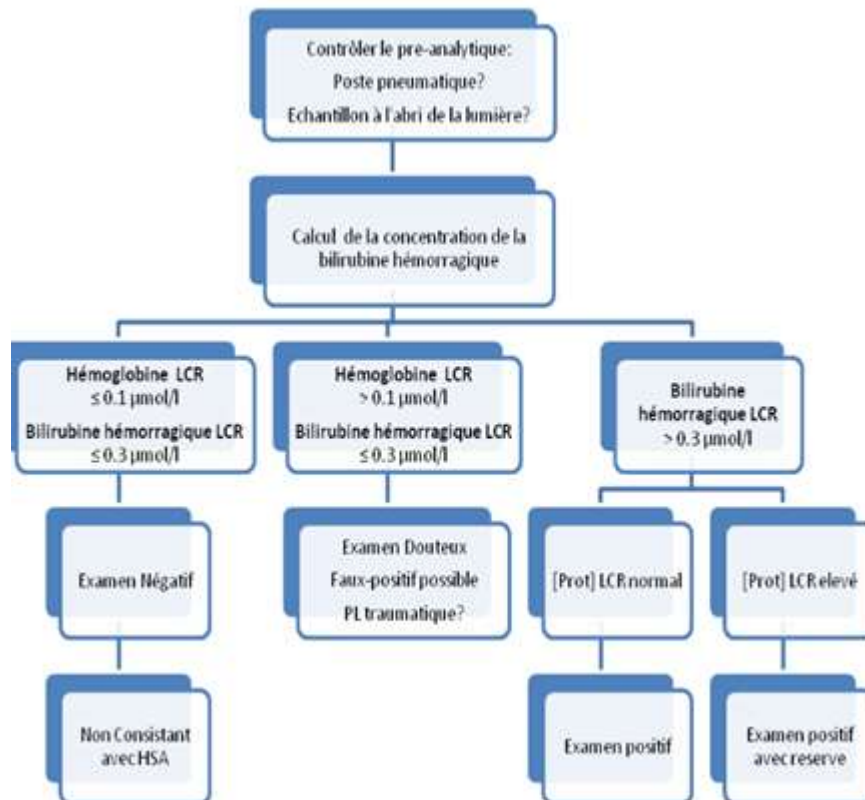 Contrôler le pre-analytique:
Poste pneumatique?
Echantillon à l'abri de la lumière?
Calcul de la concentration de la
bilirubine hémorragique
Hémoglobine LCR
≤ 0.1 µmol/l
Bilirubine hémorragique LCR
≤ 0.3 µmol/l
Hémoglobine LCR
> 0.1 µmol/l
Bilirubine hémorragique LCR
≤ 0.3 µmol/l
Bilirubine
hémorragique LCR
> 0.3 µmol/l
Examen Négatif
Examen Douteux
Faux-positif possible
PL traumatique?
[Prot] LCR normal
[Prot] LCR elevé
Non Consistant
avec HSA
Examen positif
Examen positif
avec reserve